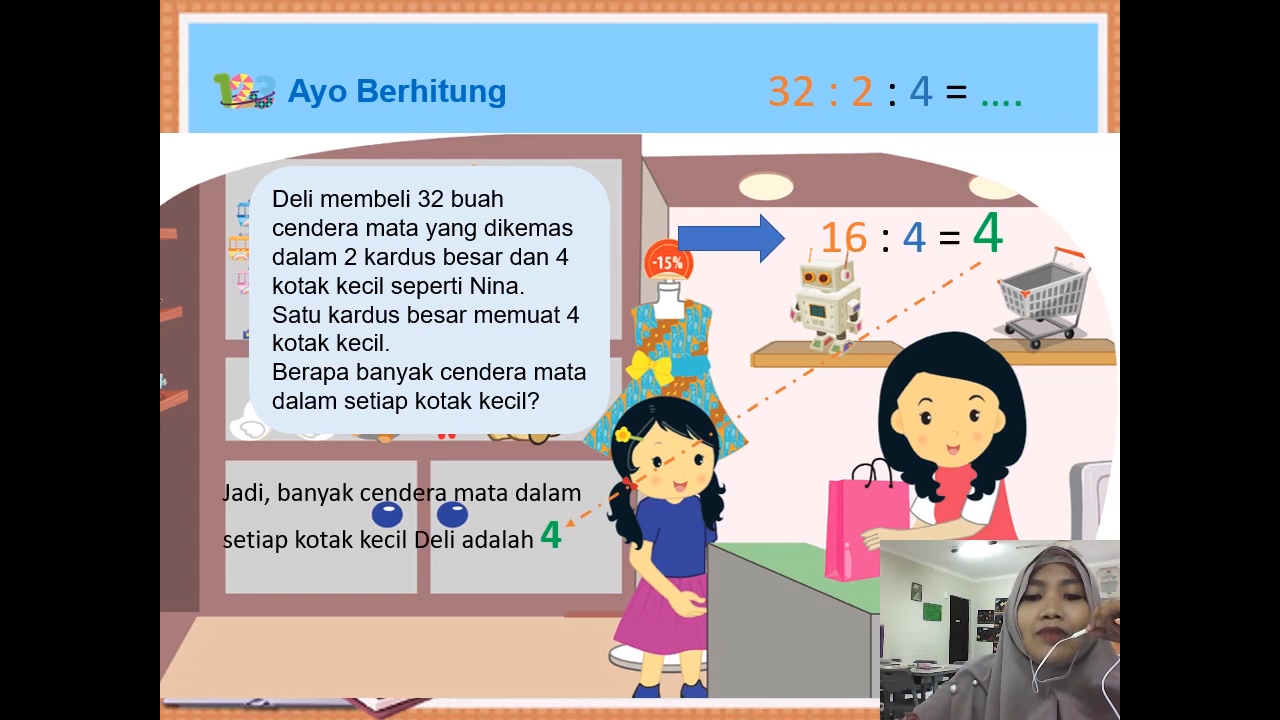 123 Ayo Berhitung
32 : 2 : 4 = ....
Deli membeli 32 buah
cendera mata yang dikemas
dalam 2 kardus besar dan 4
kotak kecil seperti Nina.
Satu kardus besar memuat 4
kotak kecil.
Berapa banyak cendera mata
dalam setiap kotak kecil?
16 : 4 = 4
-15%
Jadi, banyak cendera mata dalam
setiap kotak kecil Deli adalah 4